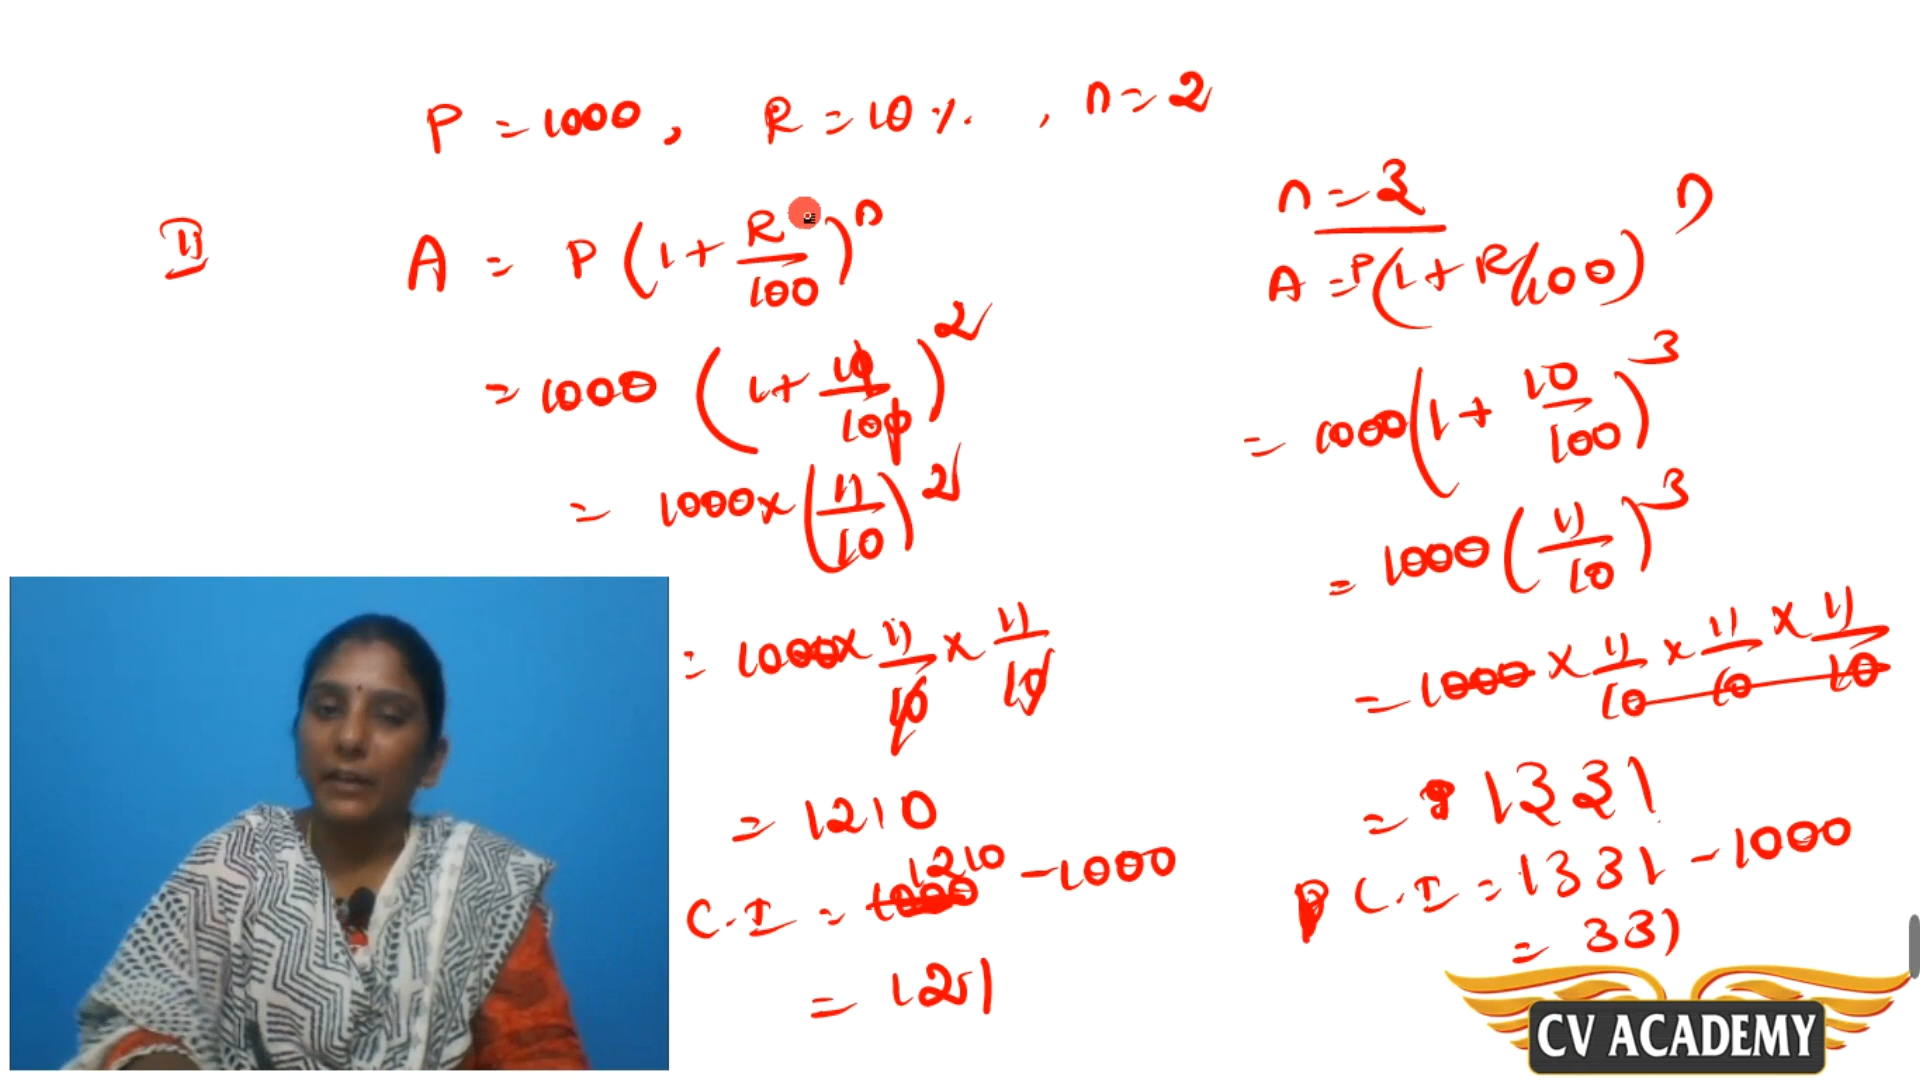 P = 1000, R = 10 %, n = 2
II
A = P (1 + R/100)^n
= 1000 (1 + 10/100)^2
= 1000 × (11/10)^2
= 1000 × 11/10 × 11/10
= 1210
C.I = 1210 - 1000
n = 3
A = P(1 + R/100)^n
= 1000 (1 + 10/100)^3
= 1000 (11/10)^3
= 1000 × 11/10 × 11/10 × 11/10
= 1331
C.I = 1331 - 1000
= 331
CV ACADEMY